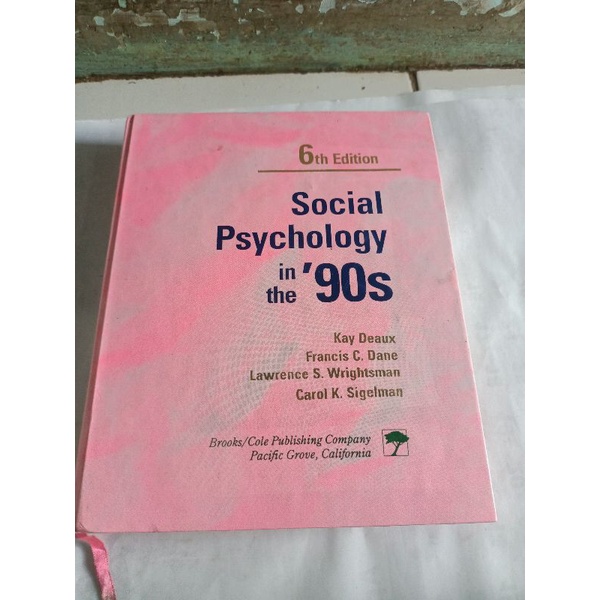 6th Edition
Social
Psychology
in
the '90s
Kay Deaux
Francis C. Dane
Lawrence S. Wrightsman
Carol K. Sigelman
Brooks/Cole Publishing Company
Pacific Grove, California